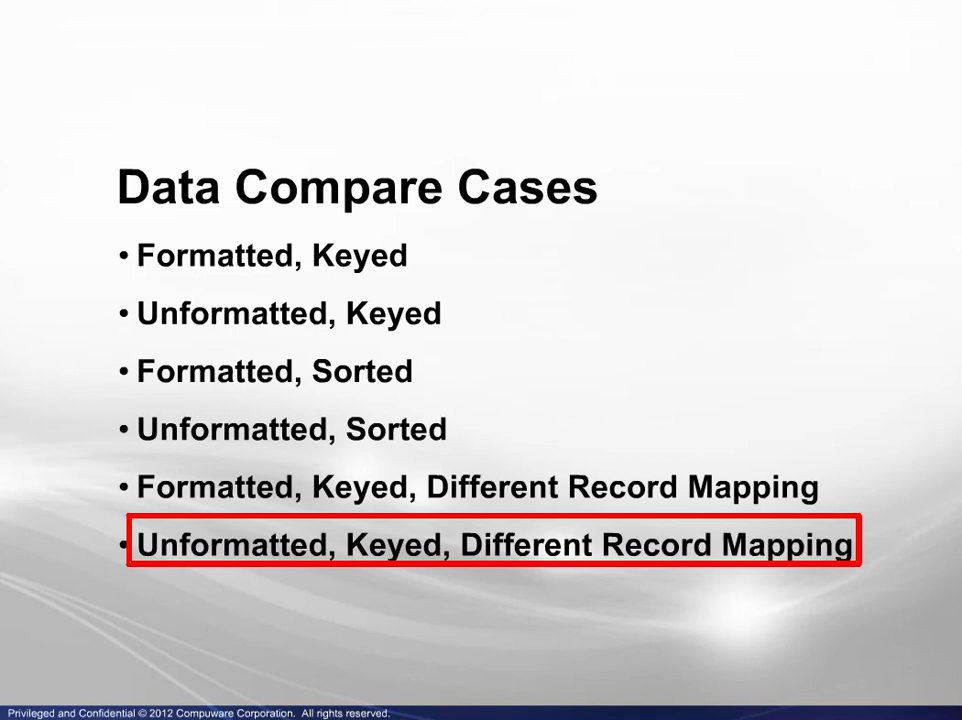 Data Compare Cases
• Formatted, Keyed
• Unformatted, Keyed
• Formatted, Sorted
• Unformatted, Sorted
• Formatted, Keyed, Different Record Mapping
• Unformatted, Keyed, Different Record Mapping
Privileged and Confidential © 2012 Compuware Corporation. All rights reserved.